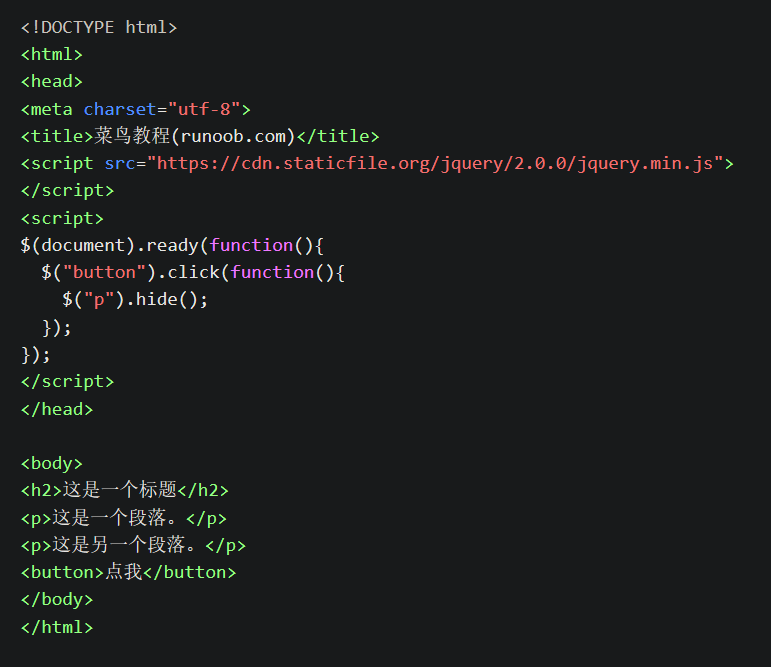 <!DOCTYPE html>
<html>
<head>
<meta charset="utf-8">
<title>菜鸟教程(runoob.com)</title>
<script src="https://cdn.staticfile.org/jquery/2.0.0/jquery.min.js">
</script>
<script>
$(document).ready(function(){
  $("button").click(function(){
    $("p").hide();
  });
});
</script>
</head>

<body>
<h2>这是一个标题</h2>
<p>这是一个段落。</p>
<p>这是另一个段落。</p>
<button>点我</button>
</body>
</html>